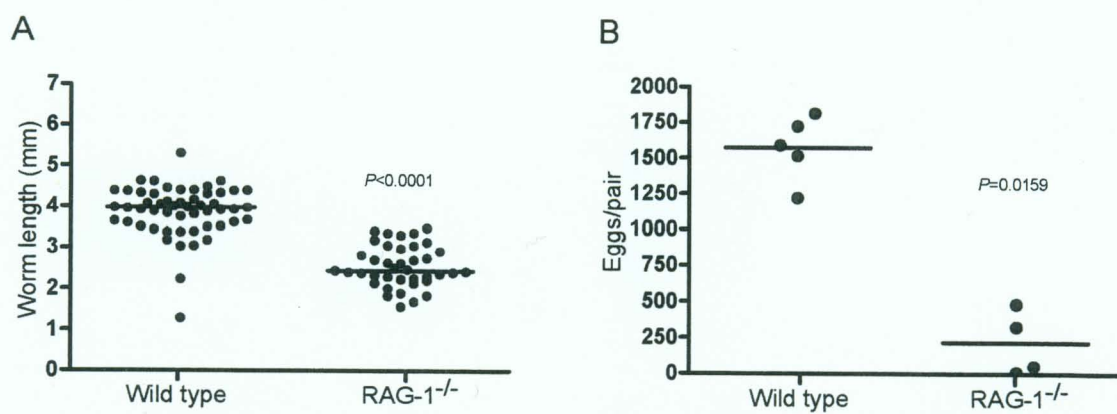 A
Worm length (mm)
7
6
5
4
3
2
1
0
P<0.0001
Wild type
RAG-1-/-
B
Eggs/pair
2000
1750
1500
1250
1000
750
500
250
0
P=0.0159
Wild type
RAG-1-/-